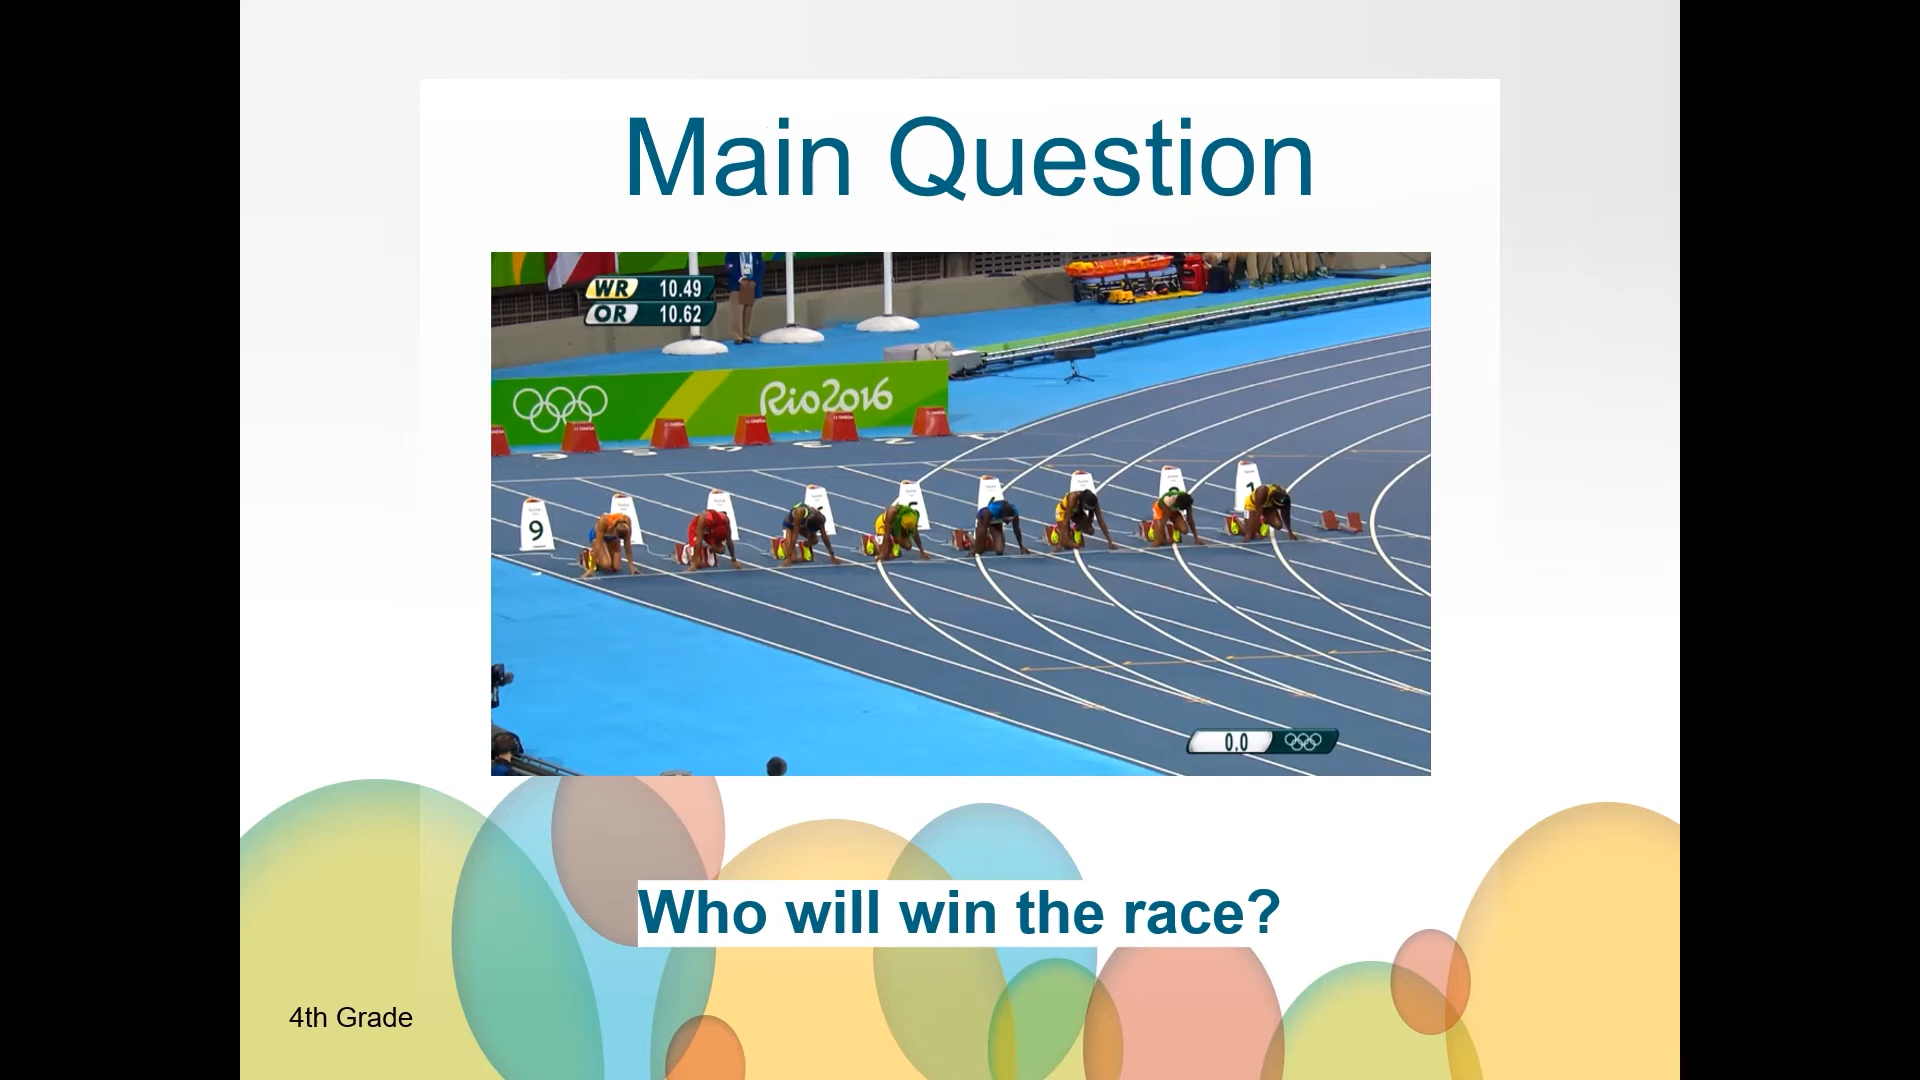 Main Question
WR 10.49
OR 10.62
Rio2016
9
1
0.0
Who will win the race?
4th Grade